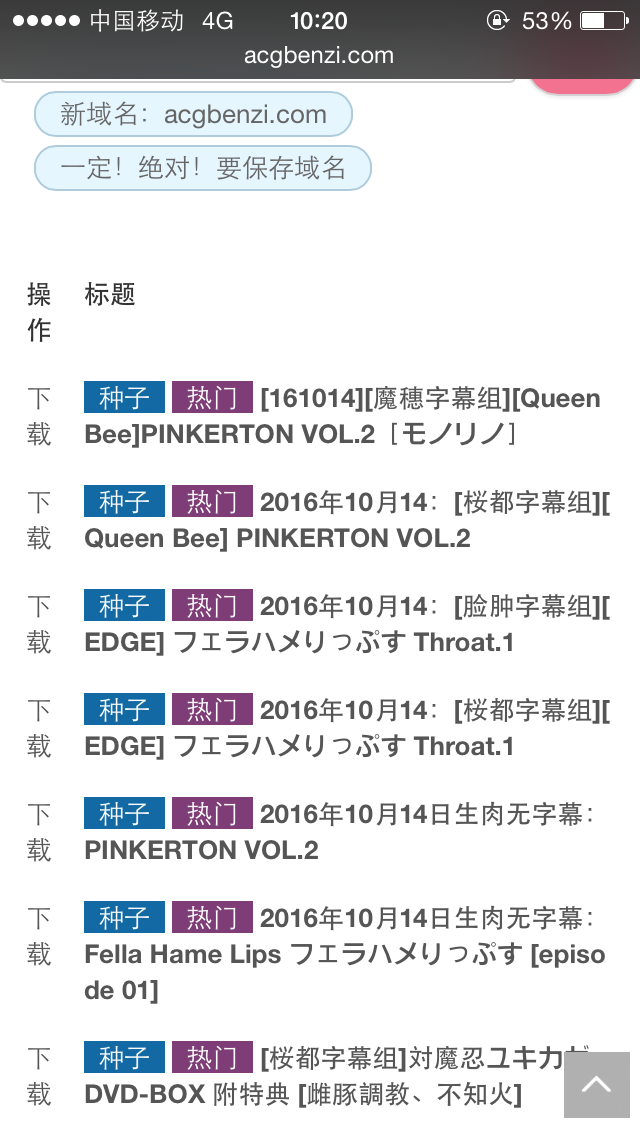 中国移动 4G 10:20 53%
acgbenzi.com
新域名：acgbenzi.com
一定！绝对！要保存域名
操作 标题
下载 种子 热门 [161014][魔穗字幕组][Queen
Bee]PINKERTON VOL.2［モノリノ］
下载 种子 热门 2016年10月14：[桜都字幕组][
Queen Bee] PINKERTON VOL.2
下载 种子 热门 2016年10月14：[脸肿字幕组][
EDGE] フェラハメりっぷす Throat.1
下载 种子 热门 2016年10月14：[桜都字幕组][
EDGE] フェラハメりっぷす Throat.1
下载 种子 热门 2016年10月14日生肉无字幕：
PINKERTON VOL.2
下载 种子 热门 2016年10月14日生肉无字幕：
Fella Hame Lips フェラハメりっぷす [episo
de 01]
下载 种子 热门 [桜都字幕组]対魔忍ユキカ
DVD-BOX 附特典 [雌豚調教、不知火]